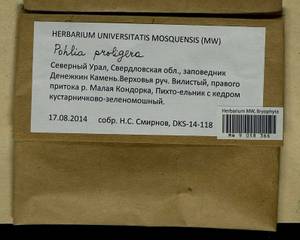 HERBARIUM UNIVERSITATIS MOSQUENSIS (MW)
Pohlia proligera
Северный Урал, Свердловская обл., заповедник
Денежкин Камень. Верховья руч. Вилистый, правого
притока р. Малая Кондорка, Пихто-ельник с кедром
кустарничково-зеленомошный.
17.08.2014 собр. Н.С. Смирнов, DKS-14-118
Herbarium MW, Bryophyta
MW 9 058 366